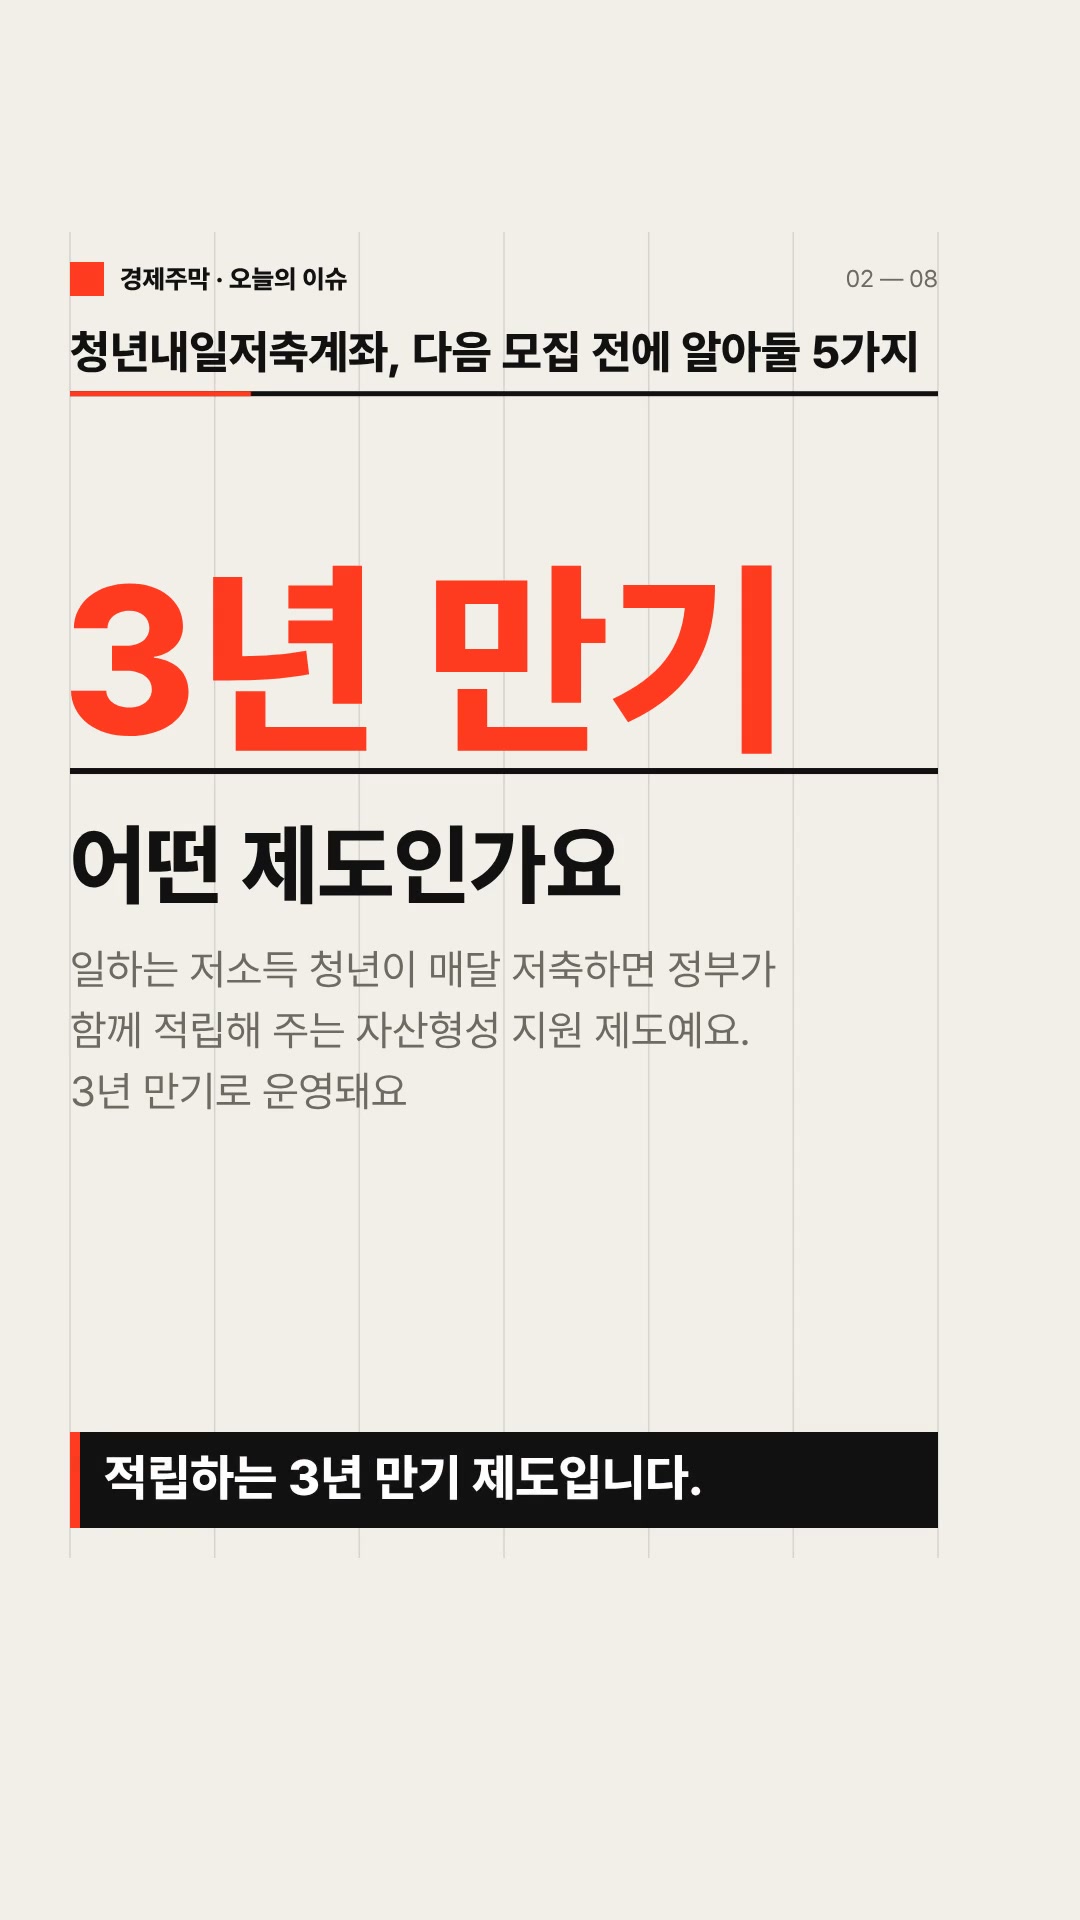 경제주막 · 오늘의 이슈
02 — 08
청년내일저축계좌, 다음 모집 전에 알아둘 5가지
3년 만기
어떤 제도인가요
일하는 저소득 청년이 매달 저축하면 정부가
함께 적립해 주는 자산형성 지원 제도예요.
3년 만기로 운영돼요
적립하는 3년 만기 제도입니다.